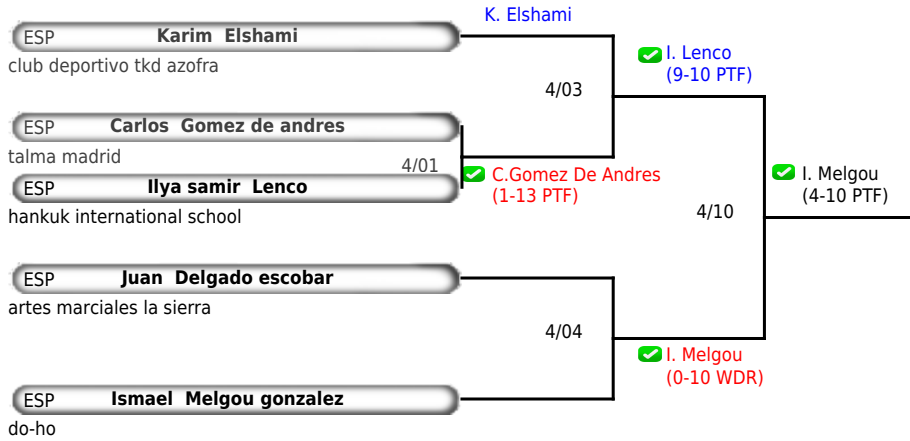 K. Elshami
ESP Karim Elshami
club deportivo tkd azofra
I. Lenco
(9-10 PTF)
4/03
ESP Carlos Gomez de andres
talma madrid
4/01
C.Gomez De Andres
(1-13 PTF)
ESP Ilya samir Lenco
hankuk international school
I. Melgou
(4-10 PTF)
4/10
ESP Juan Delgado escobar
artes marciales la sierra
4/04
I. Melgou
(0-10 WDR)
ESP Ismael Melgou gonzalez
do-ho